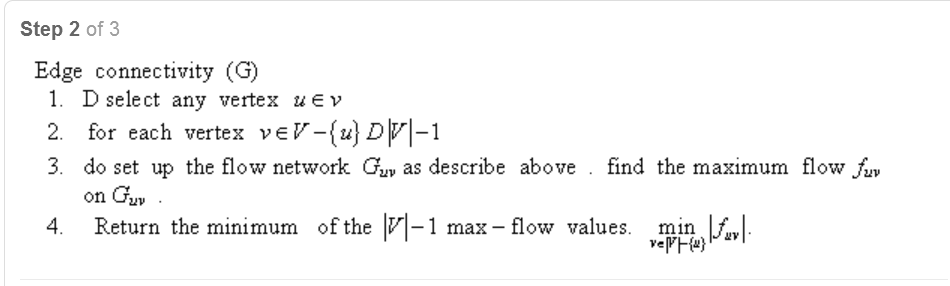 Step 2 of 3
Edge connectivity (G)
1. D select any vertex u ∈ v
2. for each vertex v ∈ V – {u} D|V| – 1
3. do set up the flow network G_uv as describe above . find the maximum flow f_uv
on G_uv .
4. Return the minimum of the |V| – 1 max – flow values. min_{v∈|V|–{u}} |f_uv|.